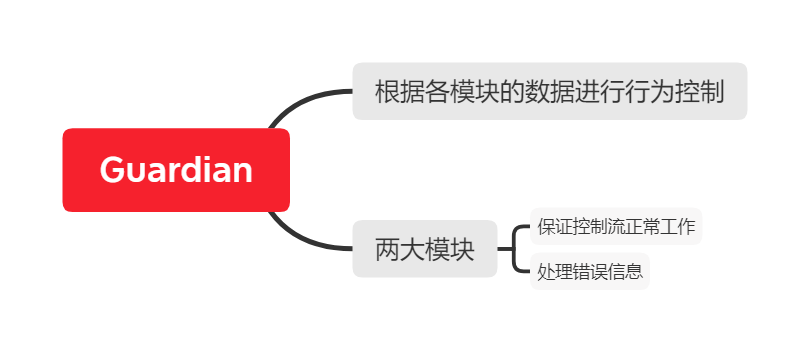 Guardian
根据各模块的数据进行行为控制
两大模块
保证控制流正常工作
处理错误信息